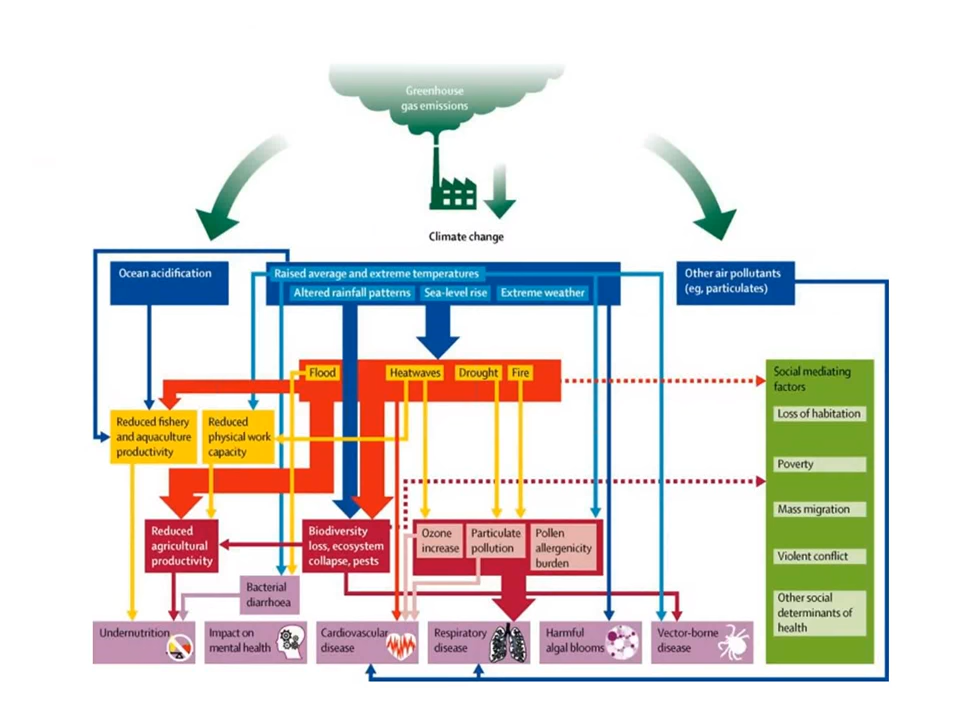 Greenhouse
gas emissions
Climate change
Ocean acidification
Raised average and extreme temperatures
Altered rainfall patterns
Sea-level rise
Extreme weather
Other air pollutants
(eg, particulates)
Flood
Heatwaves
Drought
Fire
Social mediating
factors
Loss of habitation
Poverty
Mass migration
Violent conflict
Other social
determinants of
health
Reduced fishery
and aquaculture
productivity
Reduced
physical work
capacity
Reduced
agricultural
productivity
Biodiversity
loss, ecosystem
collapse, pests
Ozone
increase
Particulate
pollution
Pollen
allergenicity
burden
Bacterial
diarrhoea
Undernutrition
Impact on
mental health
Cardiovascular
disease
Respiratory
disease
Harmful
algal blooms
Vector-borne
disease